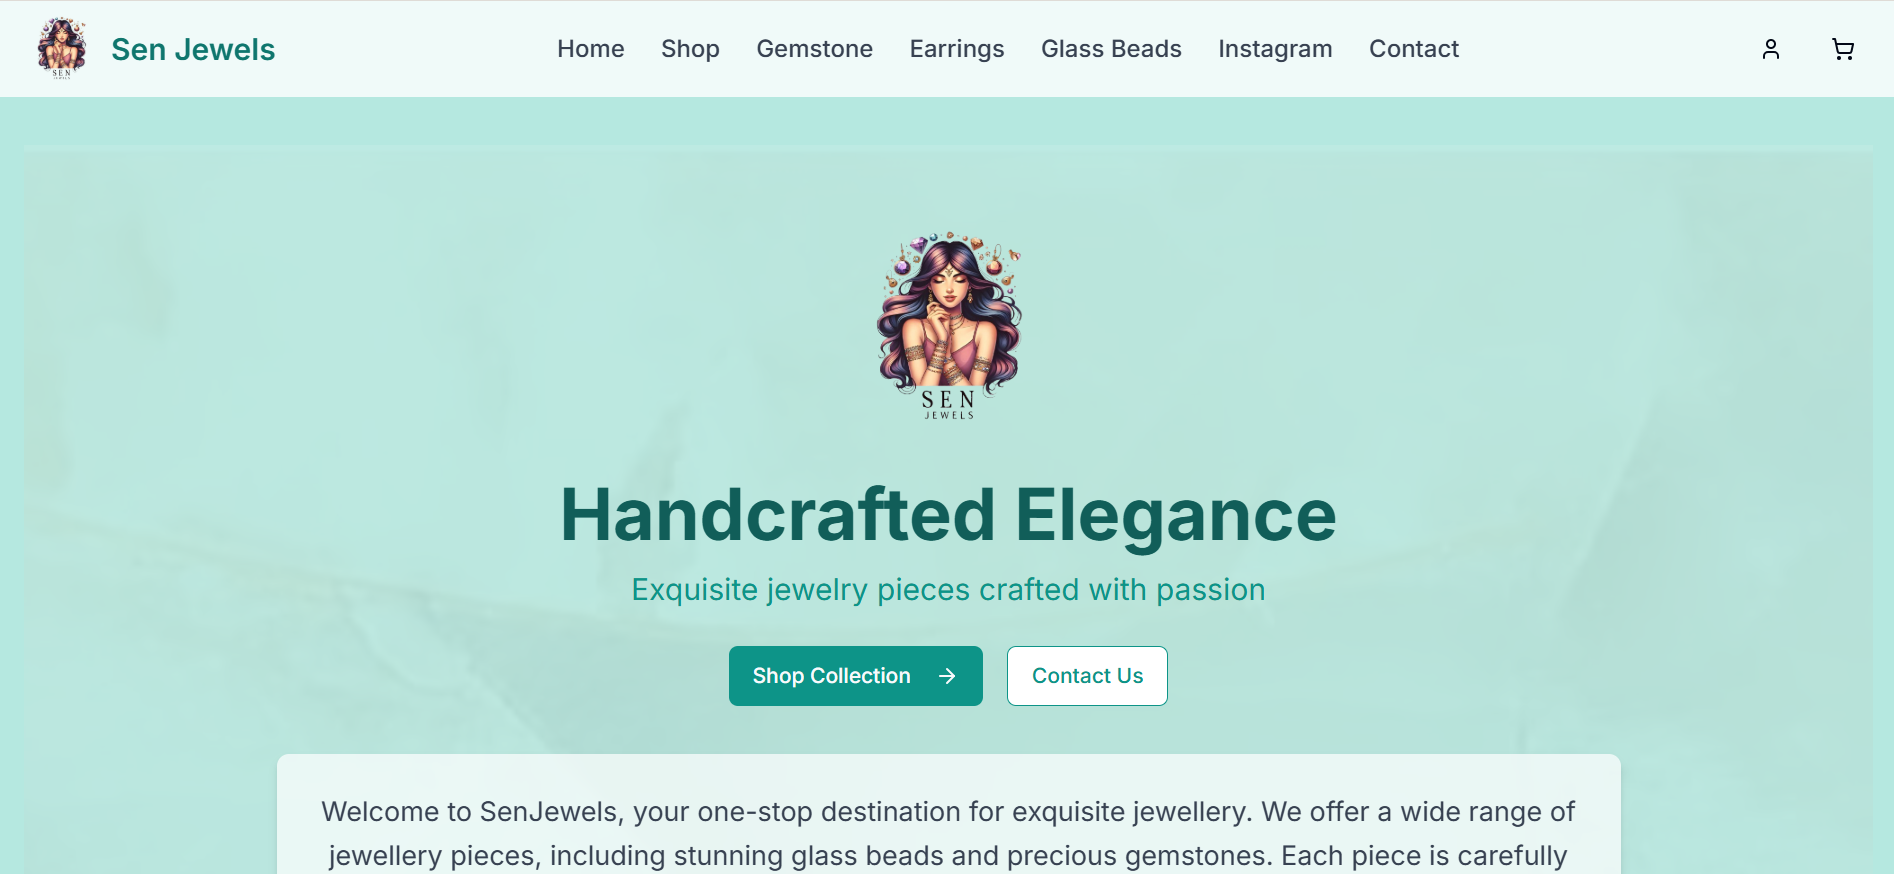 Sen Jewels
Home Shop Gemstone Earrings Glass Beads Instagram Contact
SEN
JEWELS
Handcrafted Elegance
Exquisite jewelry pieces crafted with passion
Shop Collection
Contact Us
Welcome to SenJewels, your one-stop destination for exquisite jewellery. We offer a wide range of
jewellery pieces, including stunning glass beads and precious gemstones. Each piece is carefully